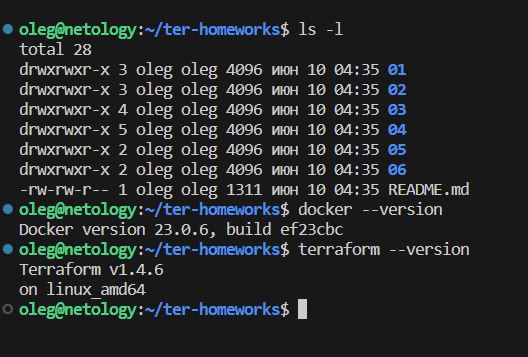 oleg@netology:~/ter-homeworks$ ls -l
total 28
drwxrwxr-x 3 oleg oleg 4096 июн 10 04:35 01
drwxrwxr-x 3 oleg oleg 4096 июн 10 04:35 02
drwxrwxr-x 4 oleg oleg 4096 июн 10 04:35 03
drwxrwxr-x 5 oleg oleg 4096 июн 10 04:35 04
drwxrwxr-x 2 oleg oleg 4096 июн 10 04:35 05
drwxrwxr-x 2 oleg oleg 4096 июн 10 04:35 06
-rw-rw-r-- 1 oleg oleg 1311 июн 10 04:35 README.md
oleg@netology:~/ter-homeworks$ docker --version
Docker version 23.0.6, build ef23cbc
oleg@netology:~/ter-homeworks$ terraform --version
Terraform v1.4.6
on linux_amd64
oleg@netology:~/ter-homeworks$